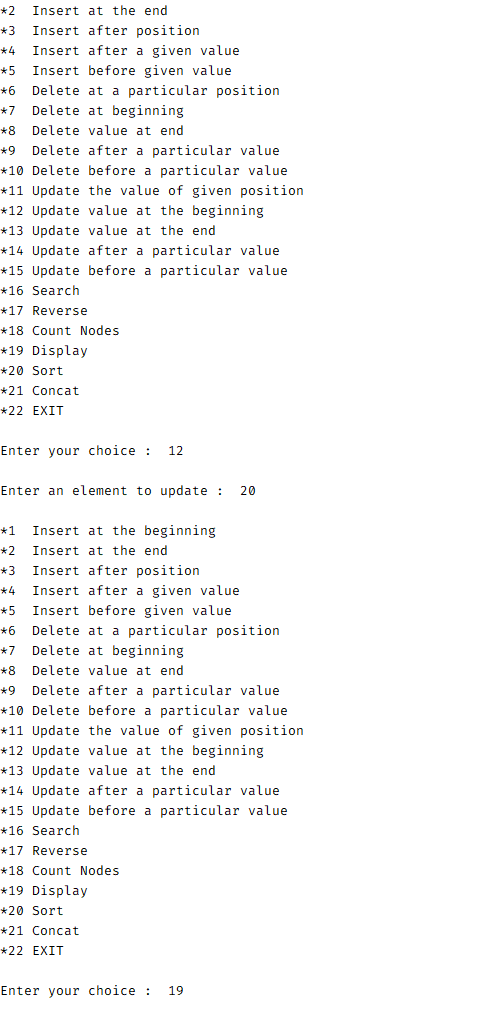 *2  Insert at the end
*3  Insert after position
*4  Insert after a given value
*5  Insert before given value
*6  Delete at a particular position
*7  Delete at beginning
*8  Delete value at end
*9  Delete after a particular value
*10 Delete before a particular value
*11 Update the value of given position
*12 Update value at the beginning
*13 Update value at the end
*14 Update after a particular value
*15 Update before a particular value
*16 Search
*17 Reverse
*18 Count Nodes
*19 Display
*20 Sort
*21 Concat
*22 EXIT
Enter your choice :  12
Enter an element to update :  20
*1  Insert at the beginning
*2  Insert at the end
*3  Insert after position
*4  Insert after a given value
*5  Insert before given value
*6  Delete at a particular position
*7  Delete at beginning
*8  Delete value at end
*9  Delete after a particular value
*10 Delete before a particular value
*11 Update the value of given position
*12 Update value at the beginning
*13 Update value at the end
*14 Update after a particular value
*15 Update before a particular value
*16 Search
*17 Reverse
*18 Count Nodes
*19 Display
*20 Sort
*21 Concat
*22 EXIT
Enter your choice :  19